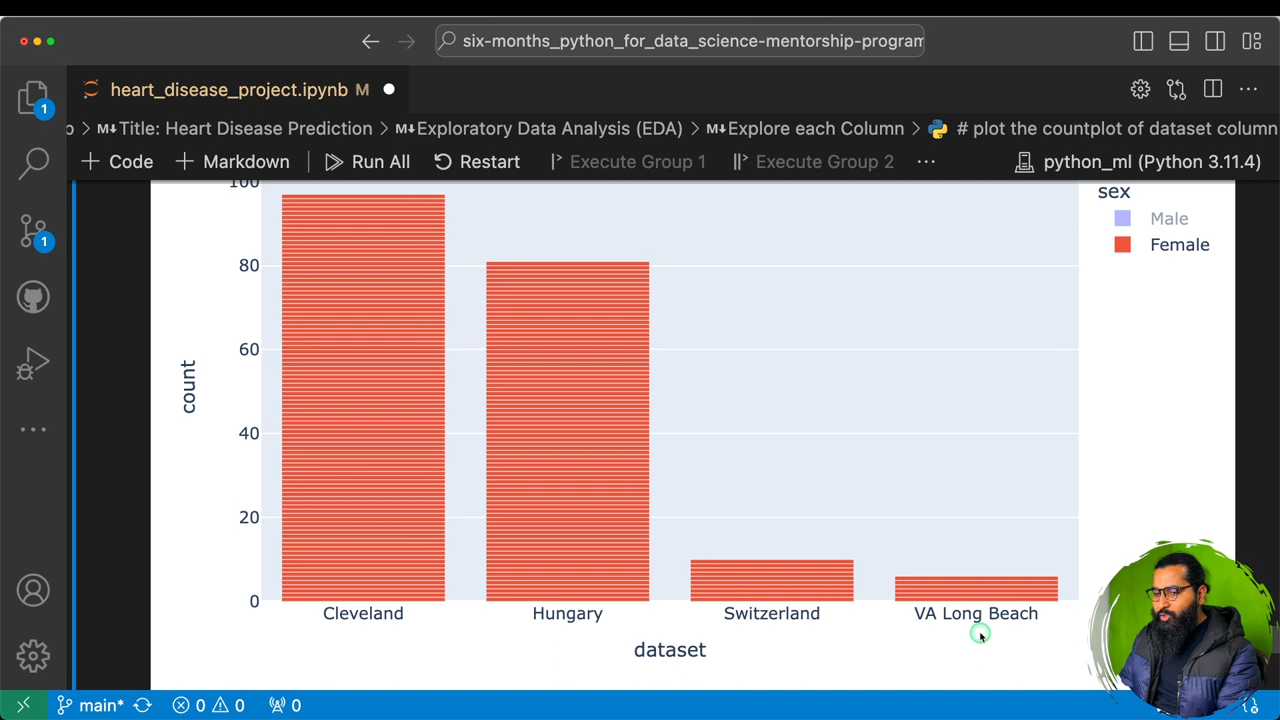 six-months_python_for_data_science-mentorship-program
1
heart_disease_project.ipynb M
> Title: Heart Disease Prediction > Exploratory Data Analysis (EDA) > Explore each Column > # plot the countplot of dataset column
+ Code + Markdown Run All Restart Execute Group 1 Execute Group 2 ... python_ml (Python 3.11.4)
100
sex
Male
Female
1
80
60
count
40
20
0
Cleveland Hungary Switzerland VA Long Beach
dataset
main* 0 0 0